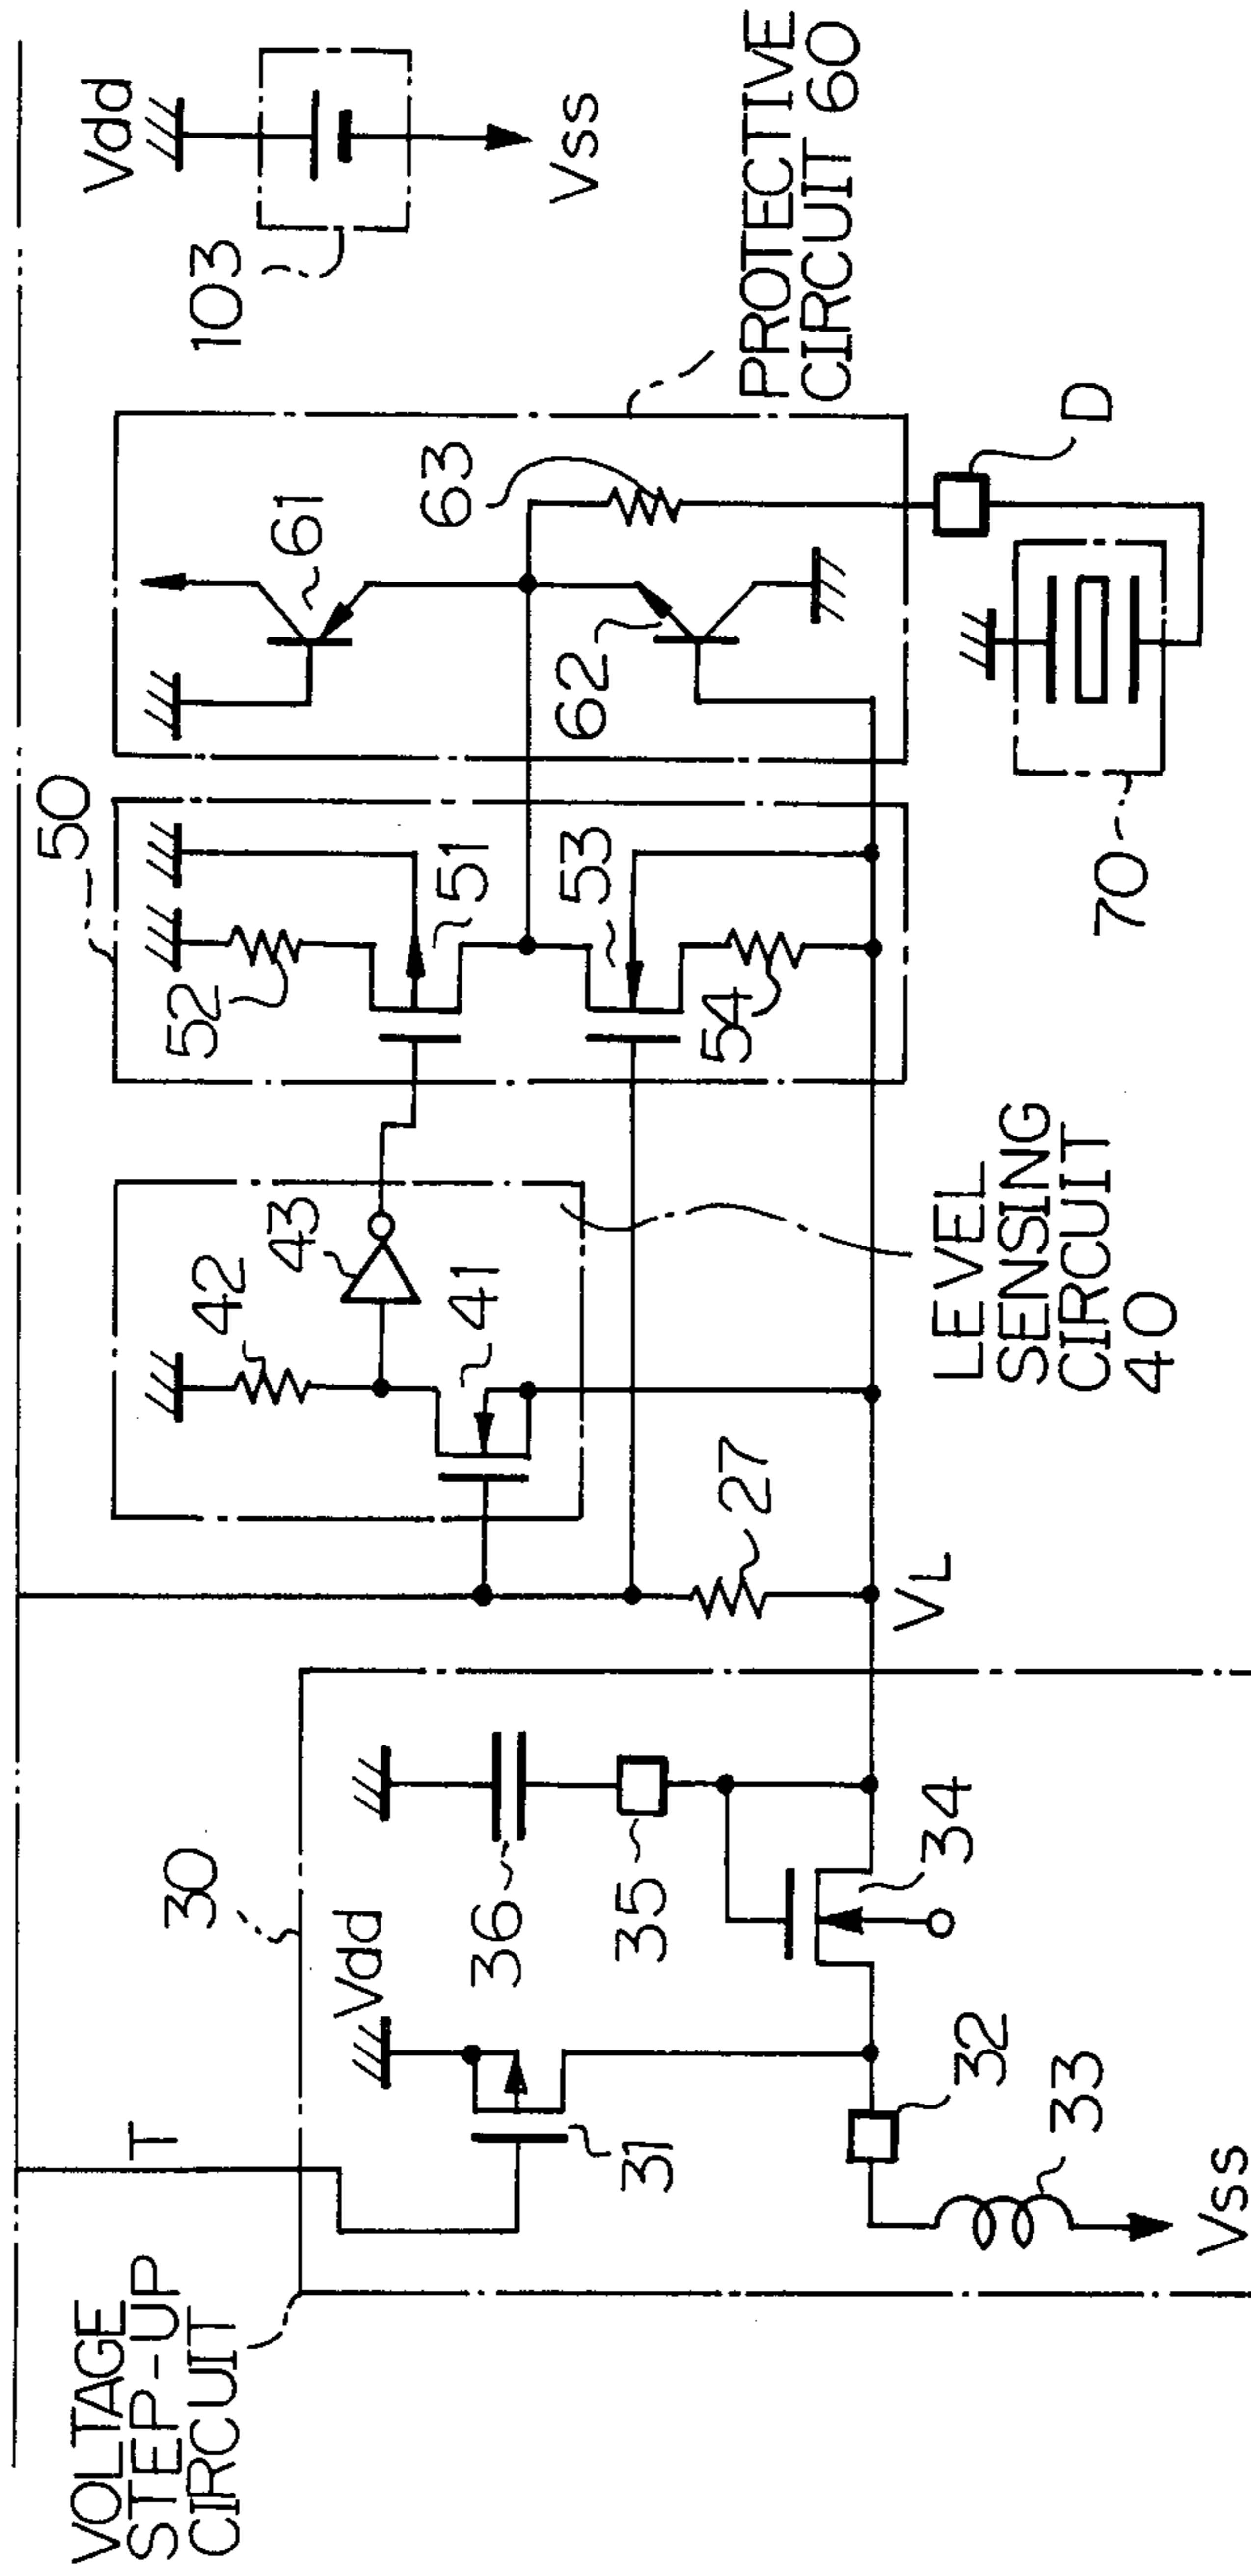 VOLTAGE
STEP-UP
CIRCUIT
T
30
Vdd
31
32
33
Vss
36
35
34
VL
27
42
43
41
LEVEL
SENSING
CIRCUIT
40
50
52
51
53
54
61
62
63
PROTECTIVE
CIRCUIT 60
D
70
103
Vdd
Vss